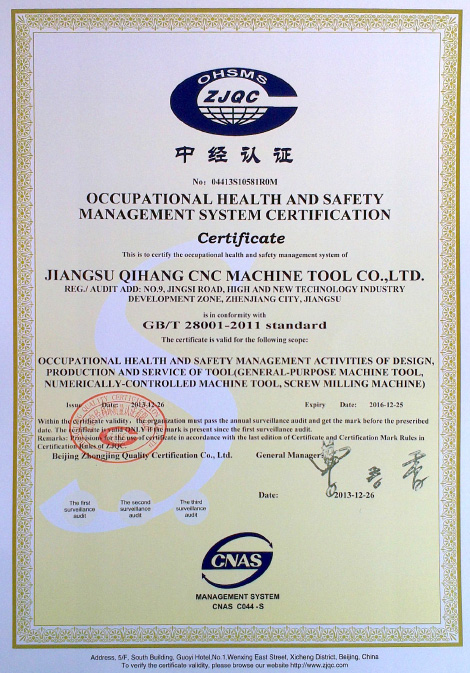 OHSMS
ZJQC
中经认证
No: 04413S10581R0M
OCCUPATIONAL HEALTH AND SAFETY
MANAGEMENT SYSTEM CERTIFICATION
Certificate
This is to certify the occupational health and safety management system of
JIANGSU QIHANG CNC MACHINE TOOL CO.,LTD.
REG./ AUDIT ADD: NO.9, JINGSI ROAD, HIGH AND NEW TECHNOLOGY INDUSTRY
DEVELOPMENT ZONE, ZHENJIANG CITY, JIANGSU
is in conformity with
GB/T 28001-2011 standard
The certificate is valid for the following scope:
OCCUPATIONAL HEALTH AND SAFETY MANAGEMENT ACTIVITIES OF DESIGN,
PRODUCTION AND SERVICE OF TOOL(GENERAL-PURPOSE MACHINE TOOL,
NUMERICALLY-CONTROLLED MACHINE TOOL, SCREW MILLING MACHINE)
Issue Date: 2013-12-26 Expiry Date: 2016-12-25
Within the certificate validity, the organization must pass the annual surveillance audit and get the mark before the prescribed
date. The certificate is valid ONLY if the mark is present since the first surveillance audit.
Remarks: Provision for the use of certificate in accordance with the last edition of Certificate and Certification Mark Rules in
Certification Rules of ZJQC
Beijing Zhongjing Quality Certification Co., Ltd. General Manager:
Date: 2013-12-26
The first surveillance audit
The second surveillance audit
The third surveillance audit
CNAS
MANAGEMENT SYSTEM
CNAS C044-S
Address, 5/F, South Building, Guoyi Hotel,No.1.Wenxing East Street, Xicheng District, Beijing, China
To verify the certificate validity, please browse our website:http://www.zjqc.com